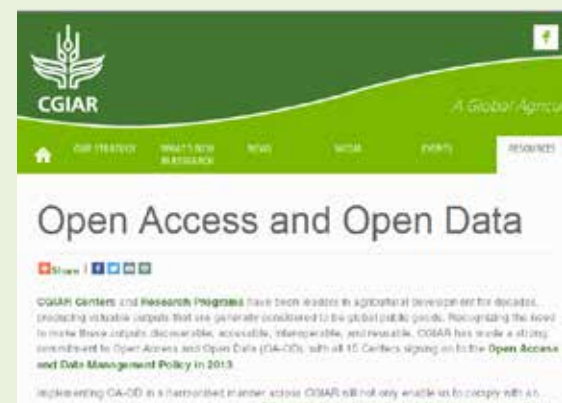 CGIAR
A Global Agricu
OUR STRATEGY WHAT'S NEW NEWS SOCIAL EVENTS RESOURCES
IN RESEARCH
Open Access and Open Data
Share |
CGIAR Centers and Research Programs have been leaders in agricultural development for decades,
producing valuable outputs that are generally considered to be global public goods. Recognizing the need
to make these outputs discoverable, accessible, interoperable, and reusable, CGIAR has made a strong
commitment to Open Access and Open Data (OA-OD), with all 15 Centers signing on to the Open Access
and Data Management Policy in 2013.
Implementing OA-OD in a harmonised manner across CGIAR will not only enable us to comply with